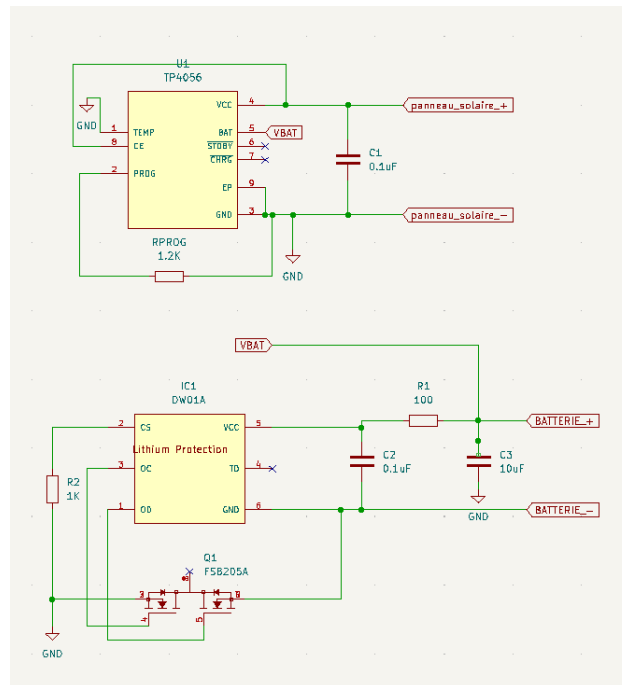 U1
TP4056
VCC 4
panneau_solaire_+
GND
1 TEMP
BAT 5
VBAT
8 CE
STDBY 6
CHRG 7
C1
0.1uF
2 PROG
EP 9
GND 3
panneau_solaire_-
RPROG
1.2K
GND
VBAT
IC1
DW01A
R1
100
2 CS
VCC 5
BATTERIE_+
Lithium Protection
C2
0.1uF
C3
10uF
3 OC
TD 4
R2
1K
GND
1 OD
GND 6
BATTERIE_-
Q1
FSB205A
4
5
GND